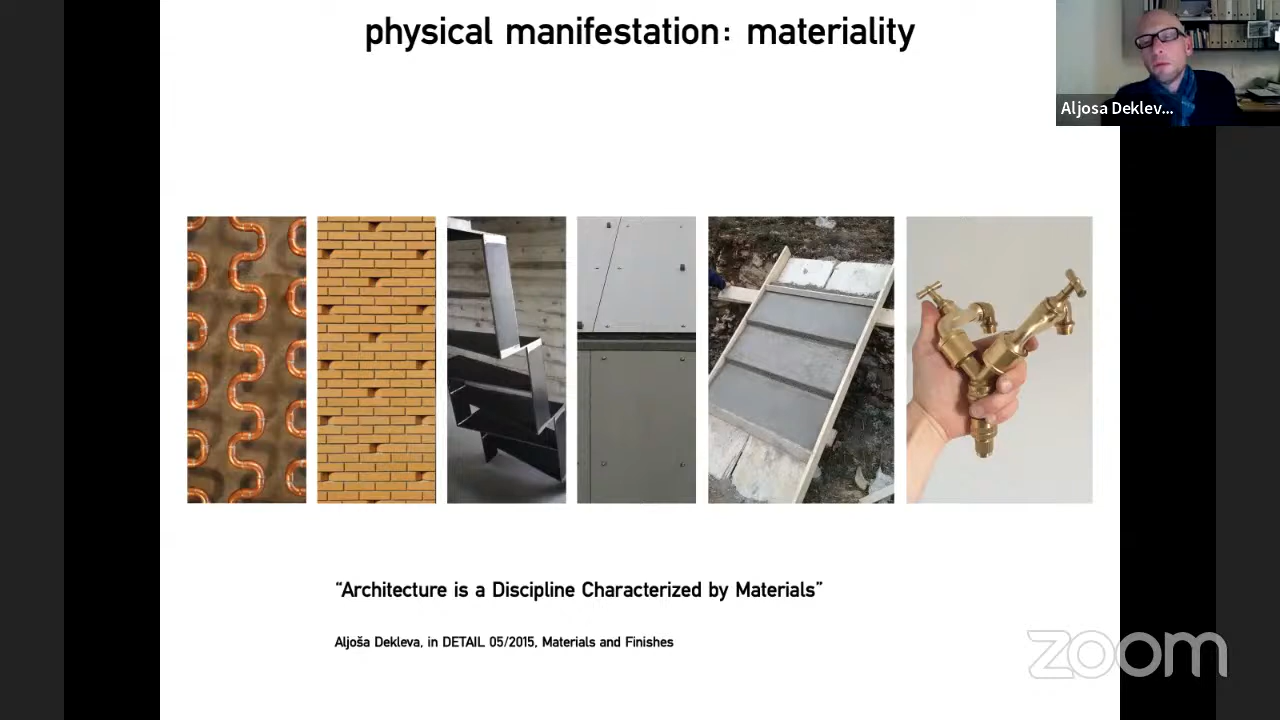 physical manifestation: materiality
Aljosa Deklev...
“Architecture is a Discipline Characterized by Materials”
Aljoša Dekleva, in DETAIL 05/2015, Materials and Finishes
zoom